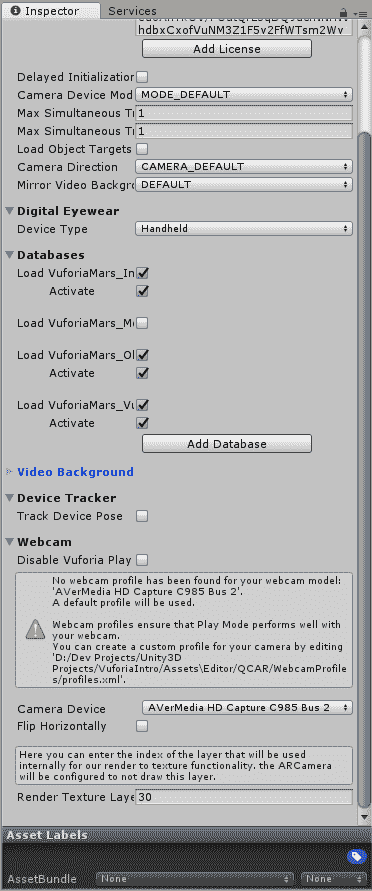 Inspector
Services
hdbxCxofVuNM3Z1F5v2FfWTsm2Wv
Add License
Delayed Initialization
Camera Device Mod MODE_DEFAULT
Max Simultaneous Tr 1
Max Simultaneous Tr 1
Load Object Targets
Camera Direction CAMERA_DEFAULT
Mirror Video Backgro DEFAULT
Digital Eyewear
Device Type Handheld
Databases
Load VuforiaMars_In
Activate
Load VuforiaMars_Mo
Load VuforiaMars_Ol
Activate
Load VuforiaMars_Vu
Activate
Add Database
Video Background
Device Tracker
Track Device Pose
Webcam
Disable Vuforia Play
No webcam profile has been found for your webcam model:
'AVerMedia HD Capture C985 Bus 2'.
A default profile will be used.
Webcam profiles ensure that Play Mode performs well with
your webcam.
You can create a custom profile for your camera by editing
'D:/Dev Projects/Unity3D
Projects/VuforiaIntro/Assets\Editor/QCAR/WebcamProfile
s/profiles.xml'.
Camera Device AVerMedia HD Capture C985 Bus 2
Flip Horizontally
Here you can enter the index of the layer that will be used
internally for our render to texture functionality. the ARCamera
will be configured to not draw this layer.
Render Texture Laye 30
Asset Labels
AssetBundle None None